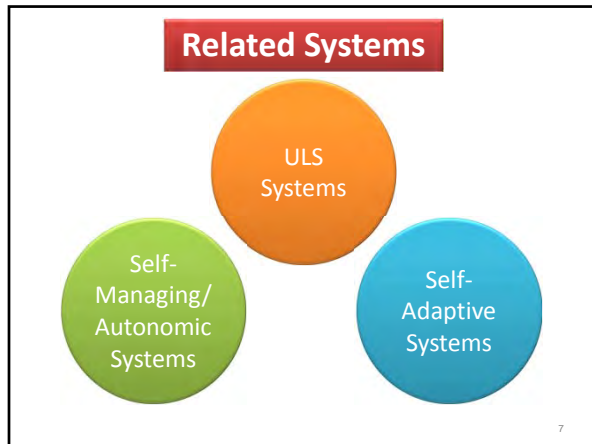 Related Systems
ULS
Systems
Self-
Managing/
Autonomic
Systems
Self-
Adaptive
Systems
7